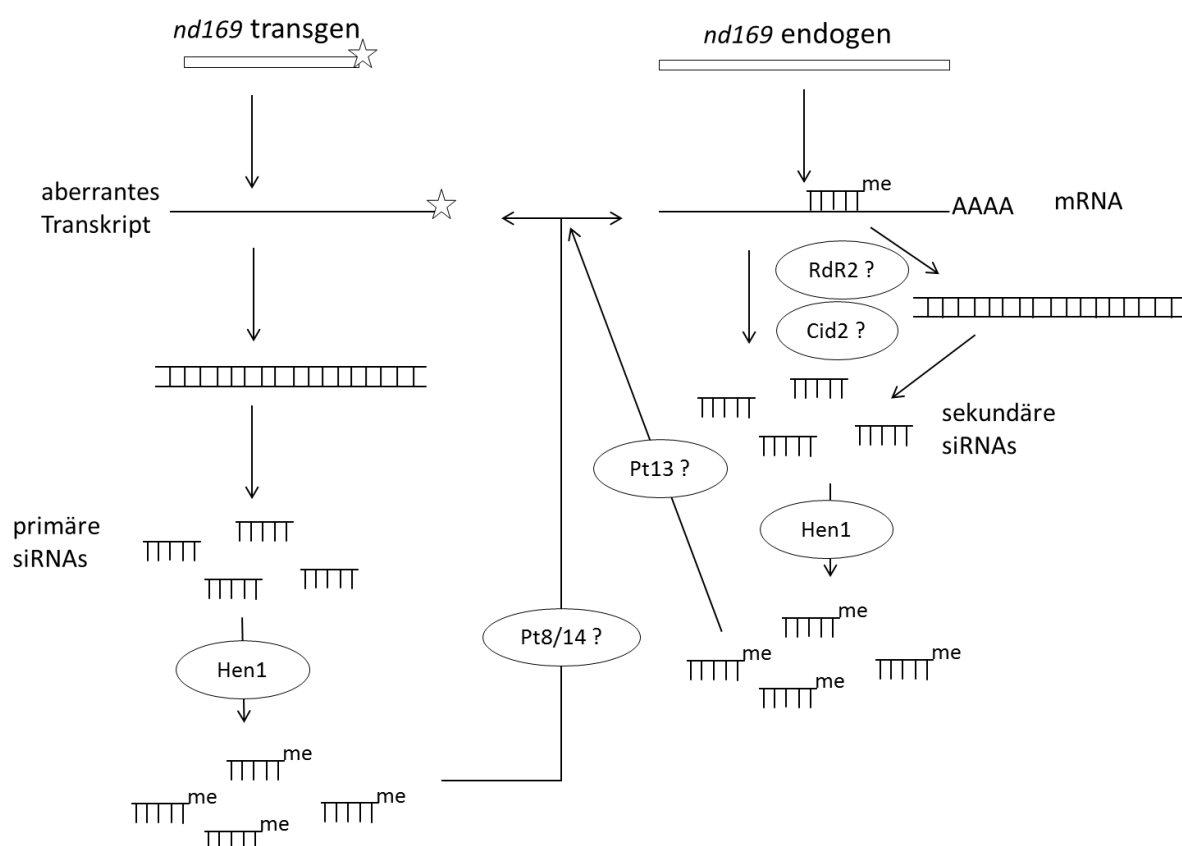 nd169 transgen
nd169 endogen
aberrantes
Transkript
me
AAAA
mRNA
RdR2 ?
Cid2 ?
sekundäre
siRNAs
Pt13 ?
Hen1
primäre
siRNAs
me
me
me
me
Pt8/14 ?
Hen1
me
me
me
me